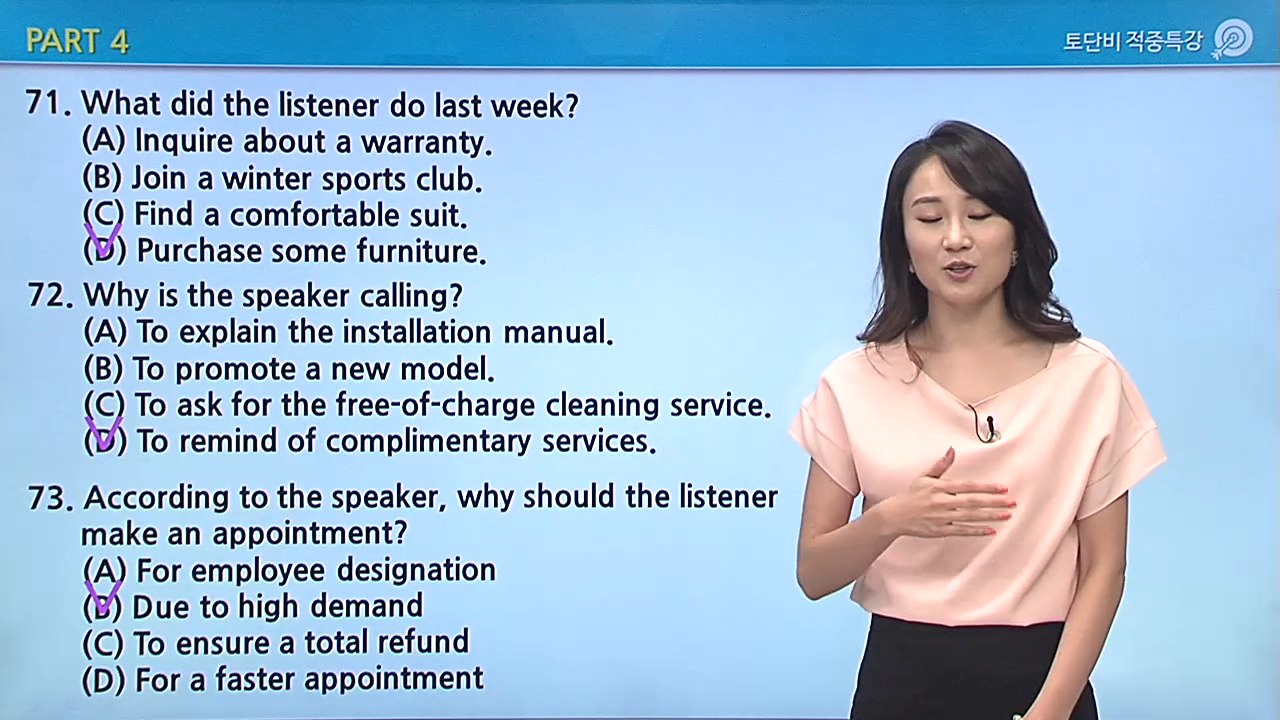 PART 4
토단비 적중특강
71. What did the listener do last week?
(A) Inquire about a warranty.
(B) Join a winter sports club.
(C) Find a comfortable suit.
(D) Purchase some furniture.
72. Why is the speaker calling?
(A) To explain the installation manual.
(B) To promote a new model.
(C) To ask for the free-of-charge cleaning service.
(D) To remind of complimentary services.
73. According to the speaker, why should the listener
make an appointment?
(A) For employee designation
(B) Due to high demand
(C) To ensure a total refund
(D) For a faster appointment